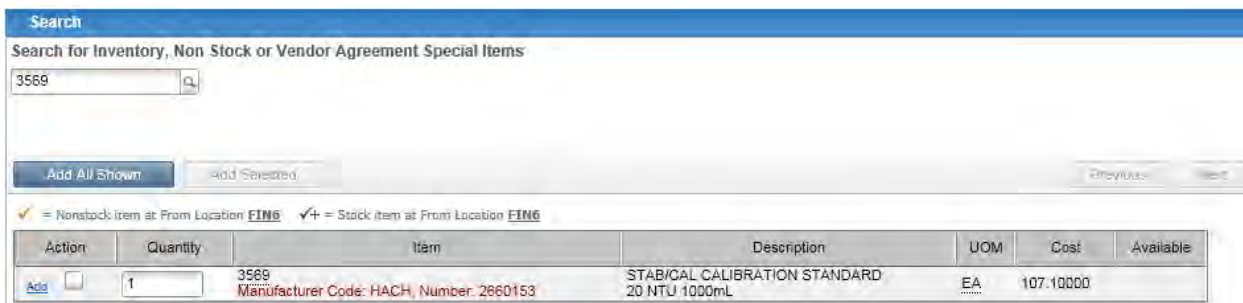 Search
Search for Inventory, Non Stock or Vendor Agreement Special Items
3569
Add All Shown Add Selected Previous Next
= Nonstock item at From Location FIN6 ✓+ = Stock item at From Location FIN6
Action Quantity Item Description UOM Cost Available
Add 1 3569 STAB/CAL CALIBRATION STANDARD EA 107.10000
Manufacturer Code: HACH, Number: 2660153 20 NTU 1000mL